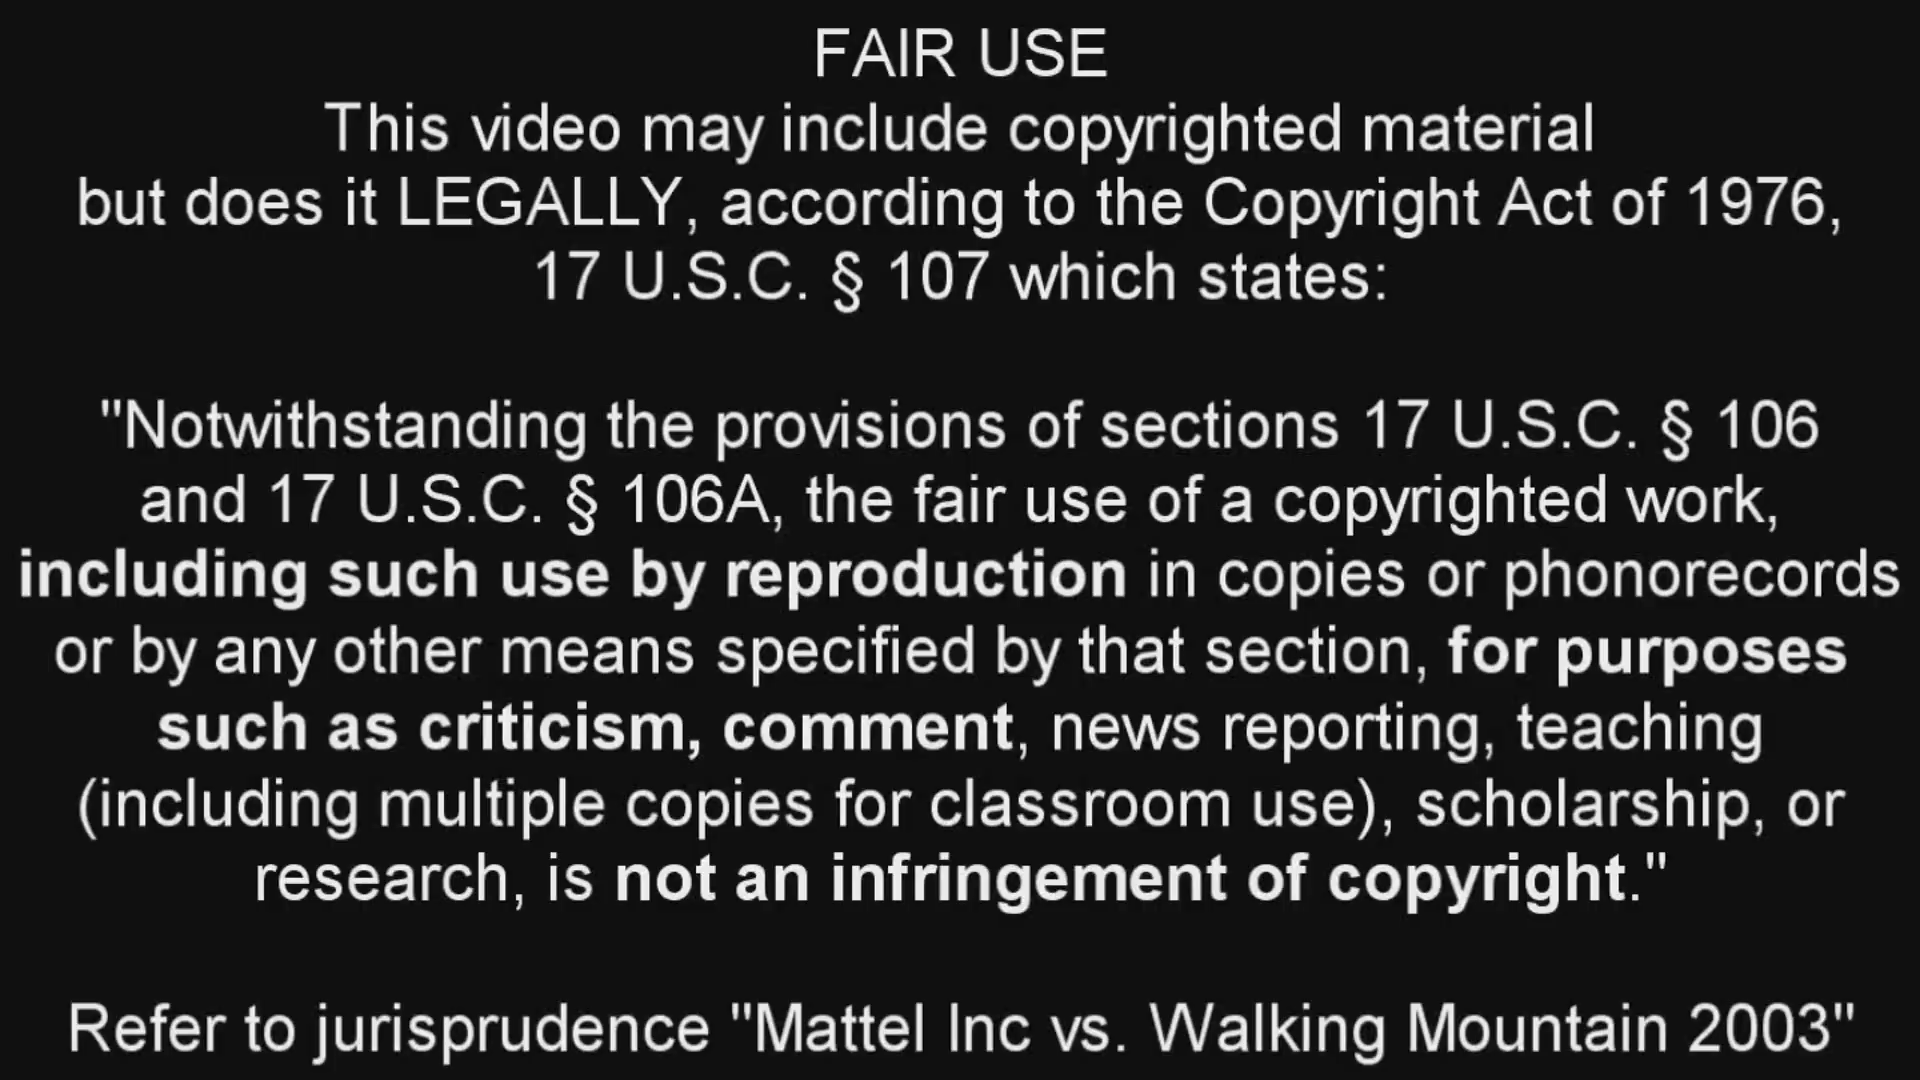 FAIR USE
This video may include copyrighted material
but does it LEGALLY, according to the Copyright Act of 1976,
17 U.S.C. § 107 which states:
"Notwithstanding the provisions of sections 17 U.S.C. § 106
and 17 U.S.C. § 106A, the fair use of a copyrighted work,
including such use by reproduction in copies or phonorecords
or by any other means specified by that section, for purposes
such as criticism, comment, news reporting, teaching
(including multiple copies for classroom use), scholarship, or
research, is not an infringement of copyright."
Refer to jurisprudence "Mattel Inc vs. Walking Mountain 2003"